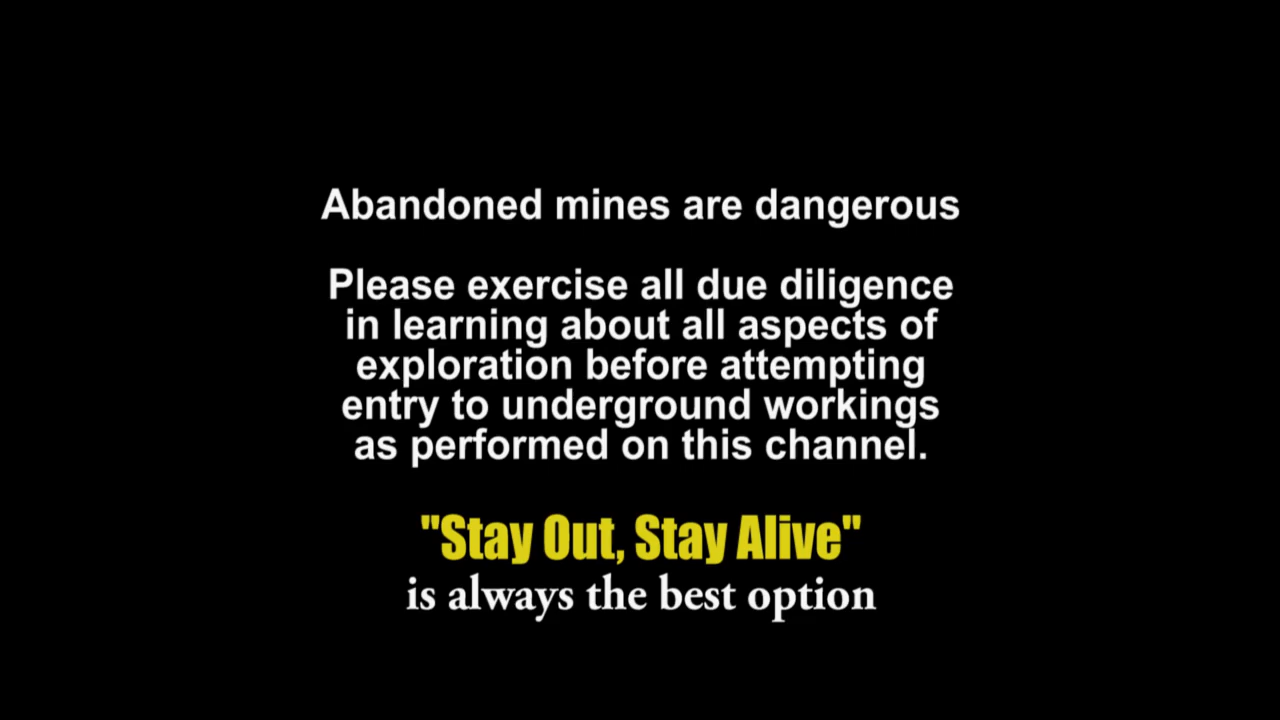 Abandoned mines are dangerous
Please exercise all due diligence
in learning about all aspects of
exploration before attempting
entry to underground workings
as performed on this channel.
"Stay Out, Stay Alive"
is always the best option